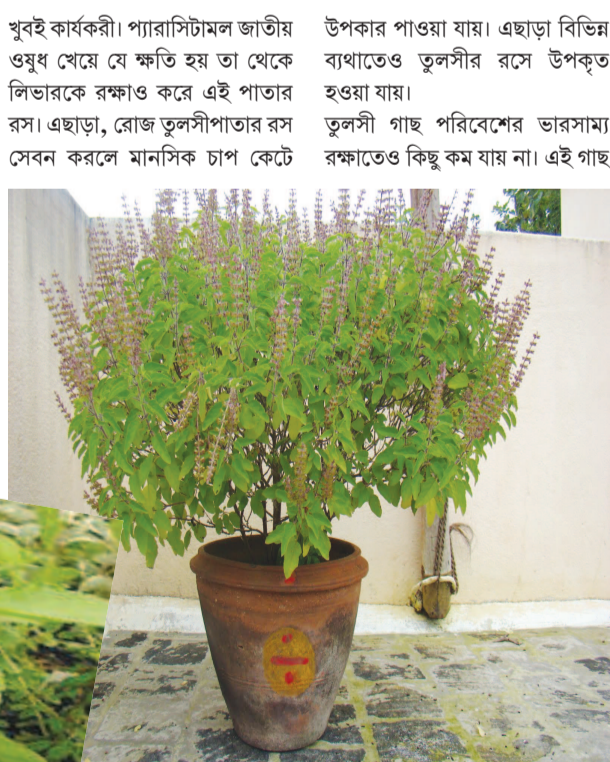 খুবই কার্যকরী। প্যারাসিটামল জাতীয়
ওষুধ খেয়ে যে ক্ষতি হয় তা থেকে
লিভারকে রক্ষাও করে এই পাতার
রস। এছাড়া, রোজ তুলসীপাতার রস
সেবন করলে মানসিক চাপ কেটে
উপকার পাওয়া যায়। এছাড়া বিভিন্ন
ব্যথাতেও তুলসীর রসে উপকৃত
হওয়া যায়।
তুলসী গাছ পরিবেশের ভারসাম্য
রক্ষাতেও কিছু কম যায় না। এই গাছ